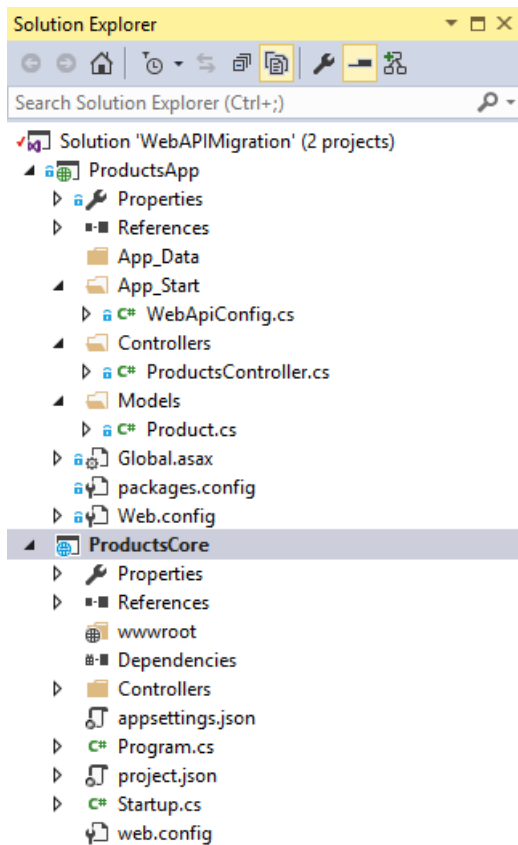 Solution Explorer
Search Solution Explorer (Ctrl+;)
Solution 'WebAPIMigration' (2 projects)
ProductsApp
Properties
References
App_Data
App_Start
C# WebApiConfig.cs
Controllers
C# ProductsController.cs
Models
C# Product.cs
Global.asax
packages.config
Web.config
ProductsCore
Properties
References
wwwroot
Dependencies
Controllers
appsettings.json
C# Program.cs
project.json
C# Startup.cs
web.config